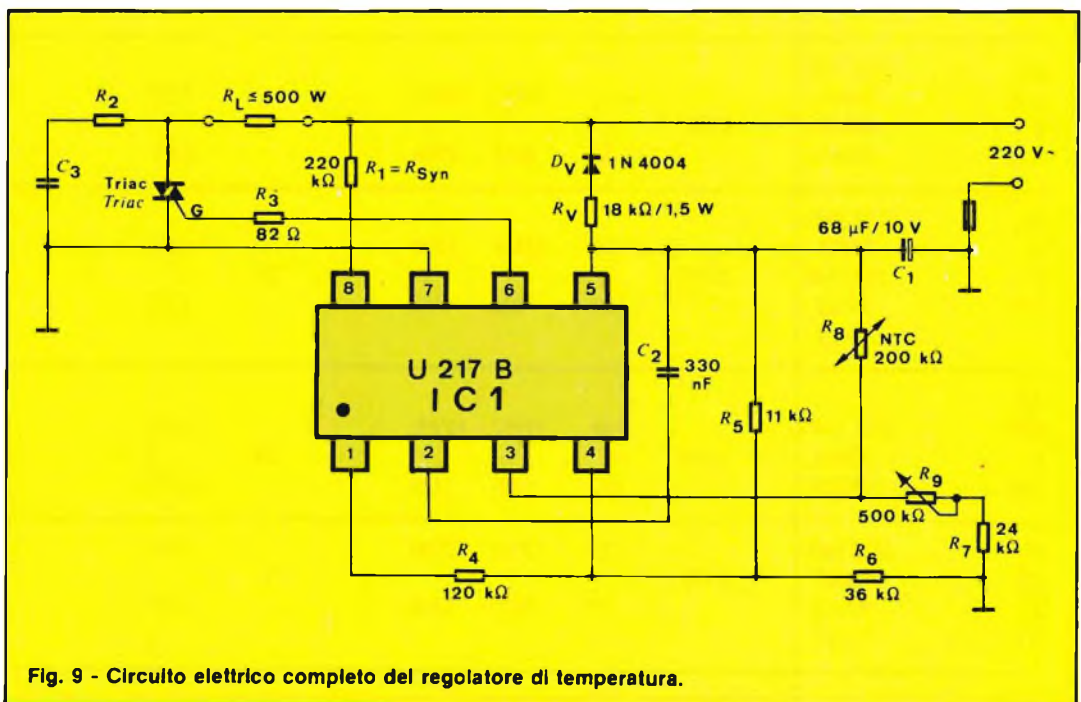 R2
RL ≤ 500 W
C3
Triac
Triac
G
R3
82 Ω
220
kΩ
R1 = RSyn
DV
1 N 4004
RV
18 kΩ/1,5 W
220 V~
68 µF/10 V
C1
8
7
6
5
U 217 B
IC1
1
2
3
4
C2
330
nF
R5
11 kΩ
R8
NTC
200 kΩ
R9
500 kΩ
R7
24
kΩ
R4
120 kΩ
R6
36 kΩ
Fig. 9 - Circuito elettrico completo del regolatore di temperatura.